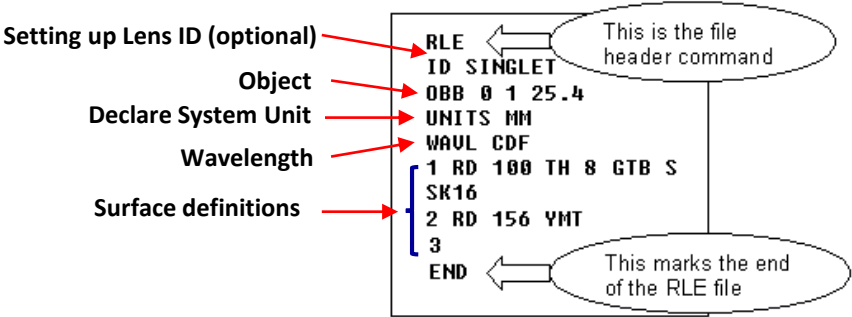 Setting up Lens ID (optional)
Object
Declare System Unit
Wavelength
Surface definitions
RLE
ID SINGLET
OBB 0 1 25.4
UNITS MM
WAVL CDF
1 RD 100 TH 8 GTB S
SK16
2 RD 156 YMT
3
END
This is the file
header command
This marks the end
of the RLE file